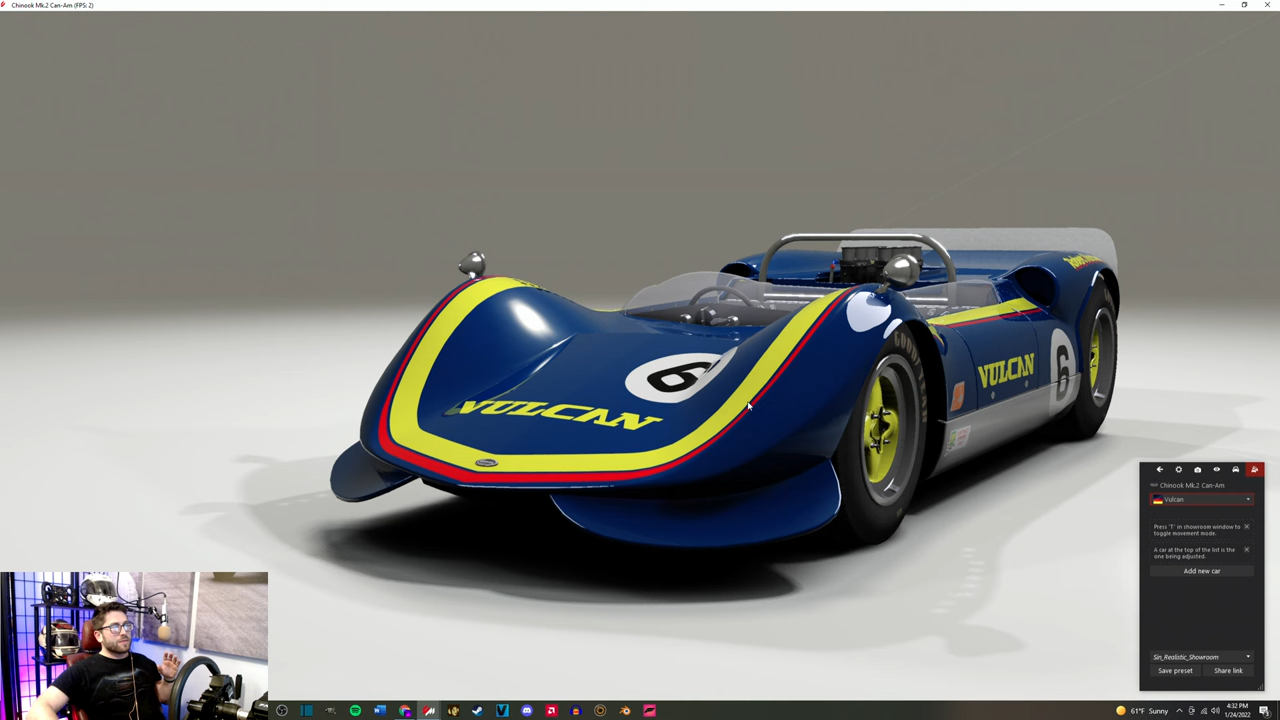 Chinook Mk.2 Can-Am (FPS: 2)
6
VULCAN
GOODYEAR
VULCAN
6
Chinook Mk.2 Can-Am
Vulcan
Press 'T' in showroom window to
toggle movement mode.
A car at the top of the list is the
one being adjusted.
Add new car
Sin_Realistic_Showroom
Save preset
Share link
61°F Sunny
4:32 PM
1/24/2022